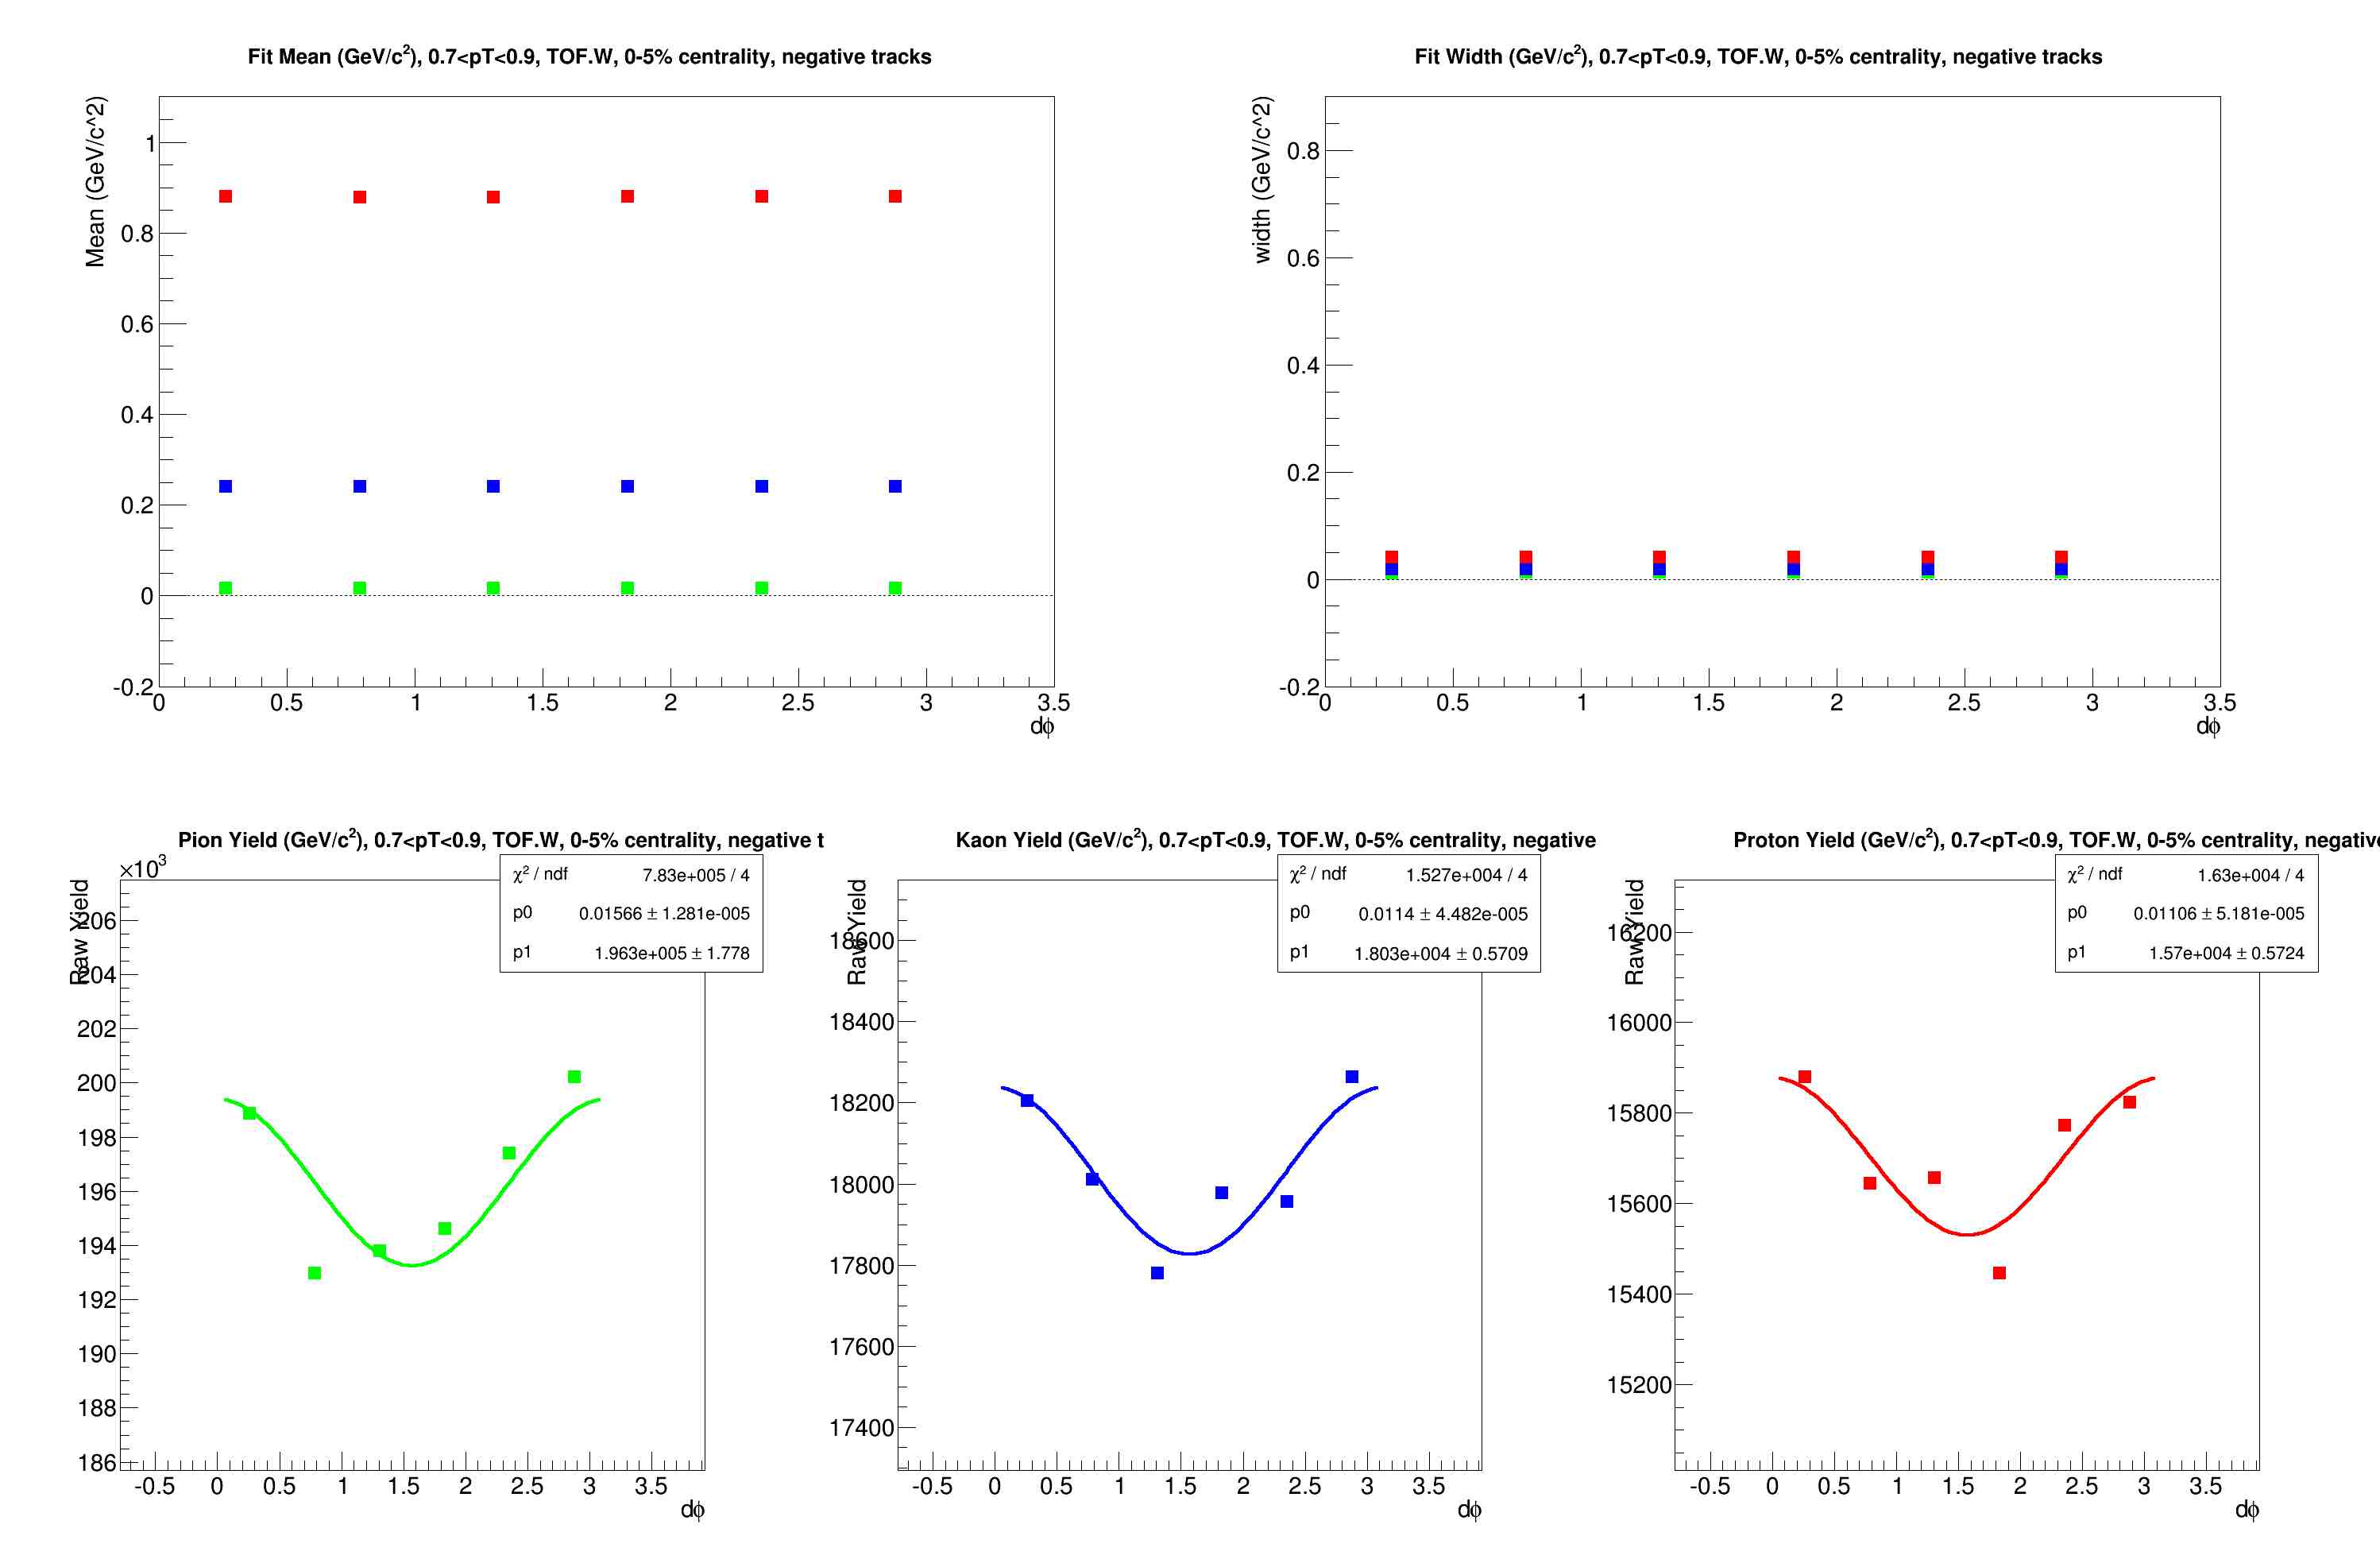 Fit Mean (GeV/c²), 0.7<pT<0.9, TOF.W, 0-5% centrality, negative tracks
Mean (GeV/c^2)
1
0.8
0.6
0.4
0.2
0
-0.2
0 0.5 1 1.5 2 2.5 3 3.5
dφ
Fit Width (GeV/c²), 0.7<pT<0.9, TOF.W, 0-5% centrality, negative tracks
width (GeV/c^2)
0.8
0.6
0.4
0.2
0
-0.2
0 0.5 1 1.5 2 2.5 3 3.5
dφ
Pion Yield (GeV/c²), 0.7<pT<0.9, TOF.W, 0-5% centrality, negative t
×10³
Raw Yield
χ² / ndf 7.83e+005 / 4
p0 0.01566 ± 1.281e-005
p1 1.963e+005 ± 1.778
206
204
202
200
198
196
194
192
190
188
186
-0.5 0 0.5 1 1.5 2 2.5 3 3.5
dφ
Kaon Yield (GeV/c²), 0.7<pT<0.9, TOF.W, 0-5% centrality, negative
Raw Yield
χ² / ndf 1.527e+004 / 4
p0 0.0114 ± 4.482e-005
p1 1.803e+004 ± 0.5709
18600
18400
18200
18000
17800
17600
17400
-0.5 0 0.5 1 1.5 2 2.5 3 3.5
dφ
Proton Yield (GeV/c²), 0.7<pT<0.9, TOF.W, 0-5% centrality, negative
Raw Yield
χ² / ndf 1.63e+004 / 4
p0 0.01106 ± 5.181e-005
p1 1.57e+004 ± 0.5724
16200
16000
15800
15600
15400
15200
-0.5 0 0.5 1 1.5 2 2.5 3 3.5
dφ